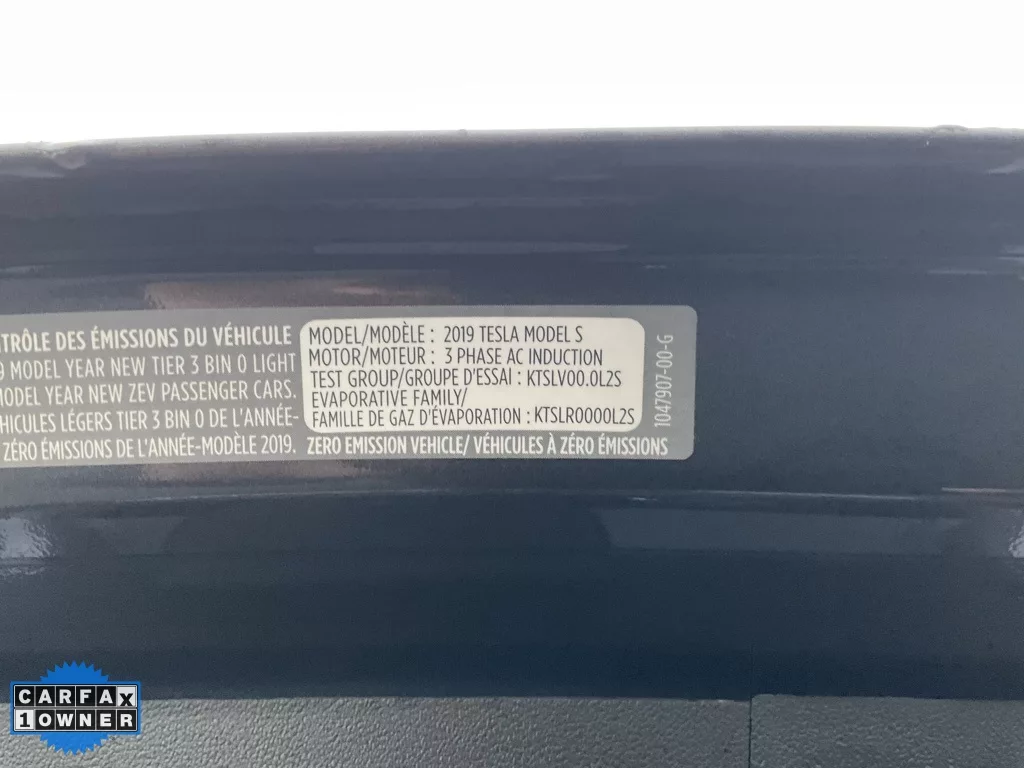 TRÔLE DES ÉMISSIONS DU VÉHICULE
9 MODEL YEAR NEW TIER 3 BIN 0 LIGHT
MODEL YEAR NEW ZEV PASSENGER CARS.
HICULES LÉGERS TIER 3 BIN 0 DE L'ANNÉE-
ZÉRO ÉMISSIONS DE L'ANNÉE-MODÈLE 2019.
MODEL/MODÈLE : 2019 TESLA MODEL S
MOTOR/MOTEUR : 3 PHASE AC INDUCTION
TEST GROUP/GROUPE D'ESSAI : KTSLV00.0L2S
EVAPORATIVE FAMILY/
FAMILLE DE GAZ D'ÉVAPORATION : KTSLR0000L2S
ZERO EMISSION VEHICLE/ VÉHICULES À ZÉRO ÉMISSIONS
1047907-00-G
CARFAX
1 OWNER